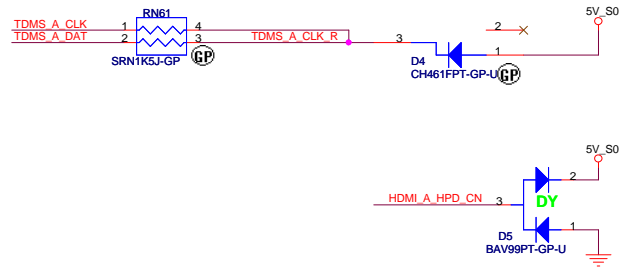 RN61
TDMS_A_CLK 1 4
TDMS_A_DAT 2 3 TDMS_A_CLK_R
SRN1K5J-GP GP
3 D4 2 1 5V_S0
CH461FPT-GP-U GP
5V_S0
HDMI_A_HPD_CN 3 2
DY
1
D5
BAV99PT-GP-U